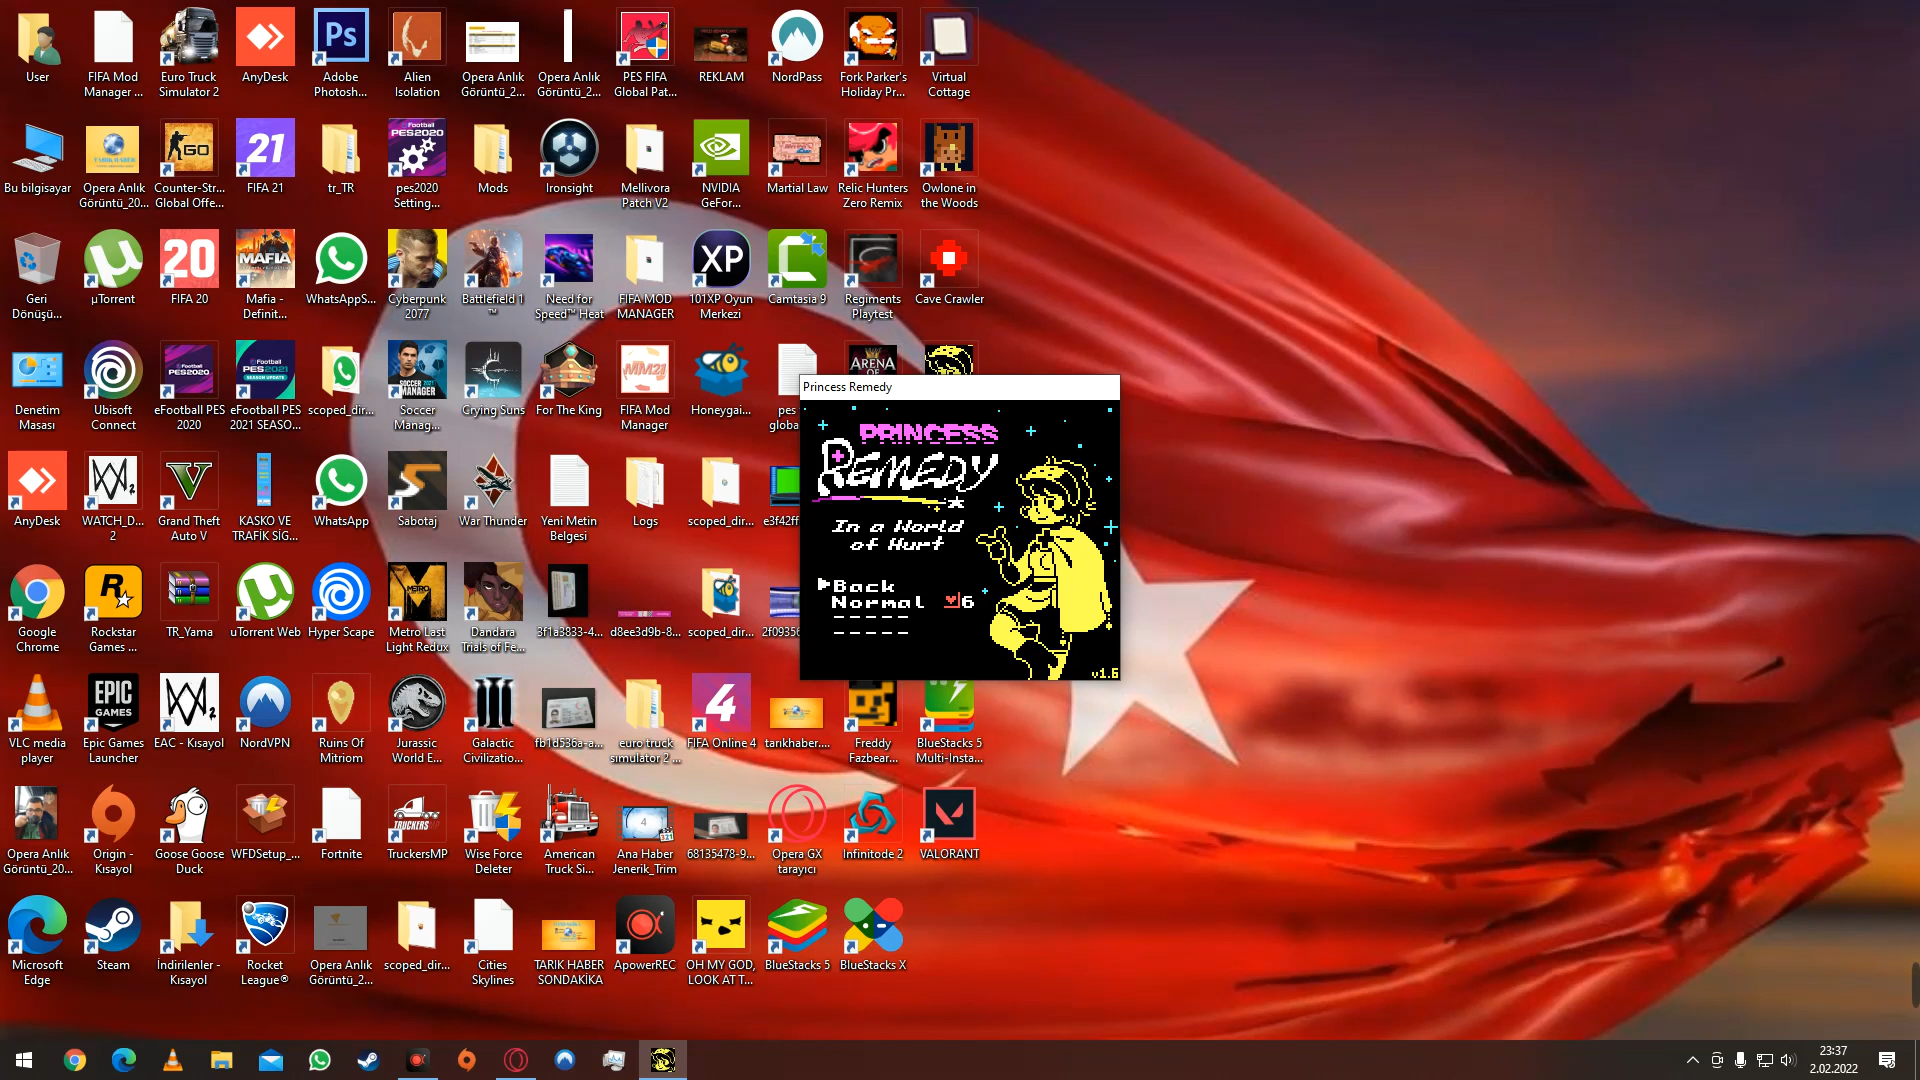 User
FIFA Mod
Manager ...
Euro Truck
Simulator 2
AnyDesk
Adobe
Photosh...
Alien
Isolation
Opera Anlık
Görüntü_2...
Opera Anlık
Görüntü_2...
PES FIFA
Global Pat...
REKLAM
NordPass
Fork Parker's
Holiday Pr...
Virtual
Cottage
Bu bilgisayar
Opera Anlık
Görüntü_20...
Counter-Str...
Global Offe...
FIFA 21
tr_TR
pes2020
Setting...
Mods
Ironsight
Mellivora
Patch V2
NVIDIA
GeFor...
Martial Law
Relic Hunters
Zero Remix
Owlone in
the Woods
Geri
Dönüşü...
µTorrent
FIFA 20
Mafia -
Definit...
WhatsAppS...
Cyberpunk
2077
Battlefield 1
™
Need for
Speed™ Heat
FIFA MOD
MANAGER
101XP Oyun
Merkezi
Camtasia 9
Regiments
Playtest
Cave Crawler
Denetim
Masası
Ubisoft
Connect
eFootball PES
2020
eFootball PES
2021 SEASO...
scoped_dir...
Soccer
Manag...
Crying Suns
For The King
FIFA Mod
Manager
Honeygai...
pes
global
ARENA
OF
Princess Remedy
PRINCESS
REMEDY
In a World
of Hurt
Back
Normal 6
v1.6
AnyDesk
WATCH_D...
2
Grand Theft
Auto V
KASKO VE
TRAFİK SİG...
WhatsApp
Sabotaj
War Thunder
Yeni Metin
Belgesi
Logs
scoped_dir...
e3f42ff
Google
Chrome
Rockstar
Games ...
TR_Yama
uTorrent Web
Hyper Scape
Metro Last
Light Redux
Dandara
Trials of Fe...
3f1a3833-4...
d8ee3d9b-8...
scoped_dir...
2f0935
VLC media
player
Epic Games
Launcher
EAC - Kısayol
NordVPN
Ruins Of
Mitriom
Jurassic
World E...
Galactic
Civilizatio...
fb1d536a-a...
euro truck
simulator 2 ...
FIFA Online 4
tarıkhaber....
Freddy
Fazbear...
BlueStacks 5
Multi-Insta...
Opera Anlık
Görüntü_20...
Origin -
Kısayol
Goose Goose
Duck
WFDSetup_...
Fortnite
TruckersMP
Wise Force
Deleter
American
Truck Si...
Ana Haber
Jenerik_Trim
68135478-9...
Opera GX
tarayıcı
Infinitode 2
VALORANT
Microsoft
Edge
Steam
İndirilenler -
Kısayol
Rocket
League®
Opera Anlık
Görüntü_2...
scoped_dir...
Cities
Skylines
TARIK HABER
SONDAKİKA
ApowerREC
OH MY GOD,
LOOK AT T...
BlueStacks 5
BlueStacks X
23:37
2.02.2022